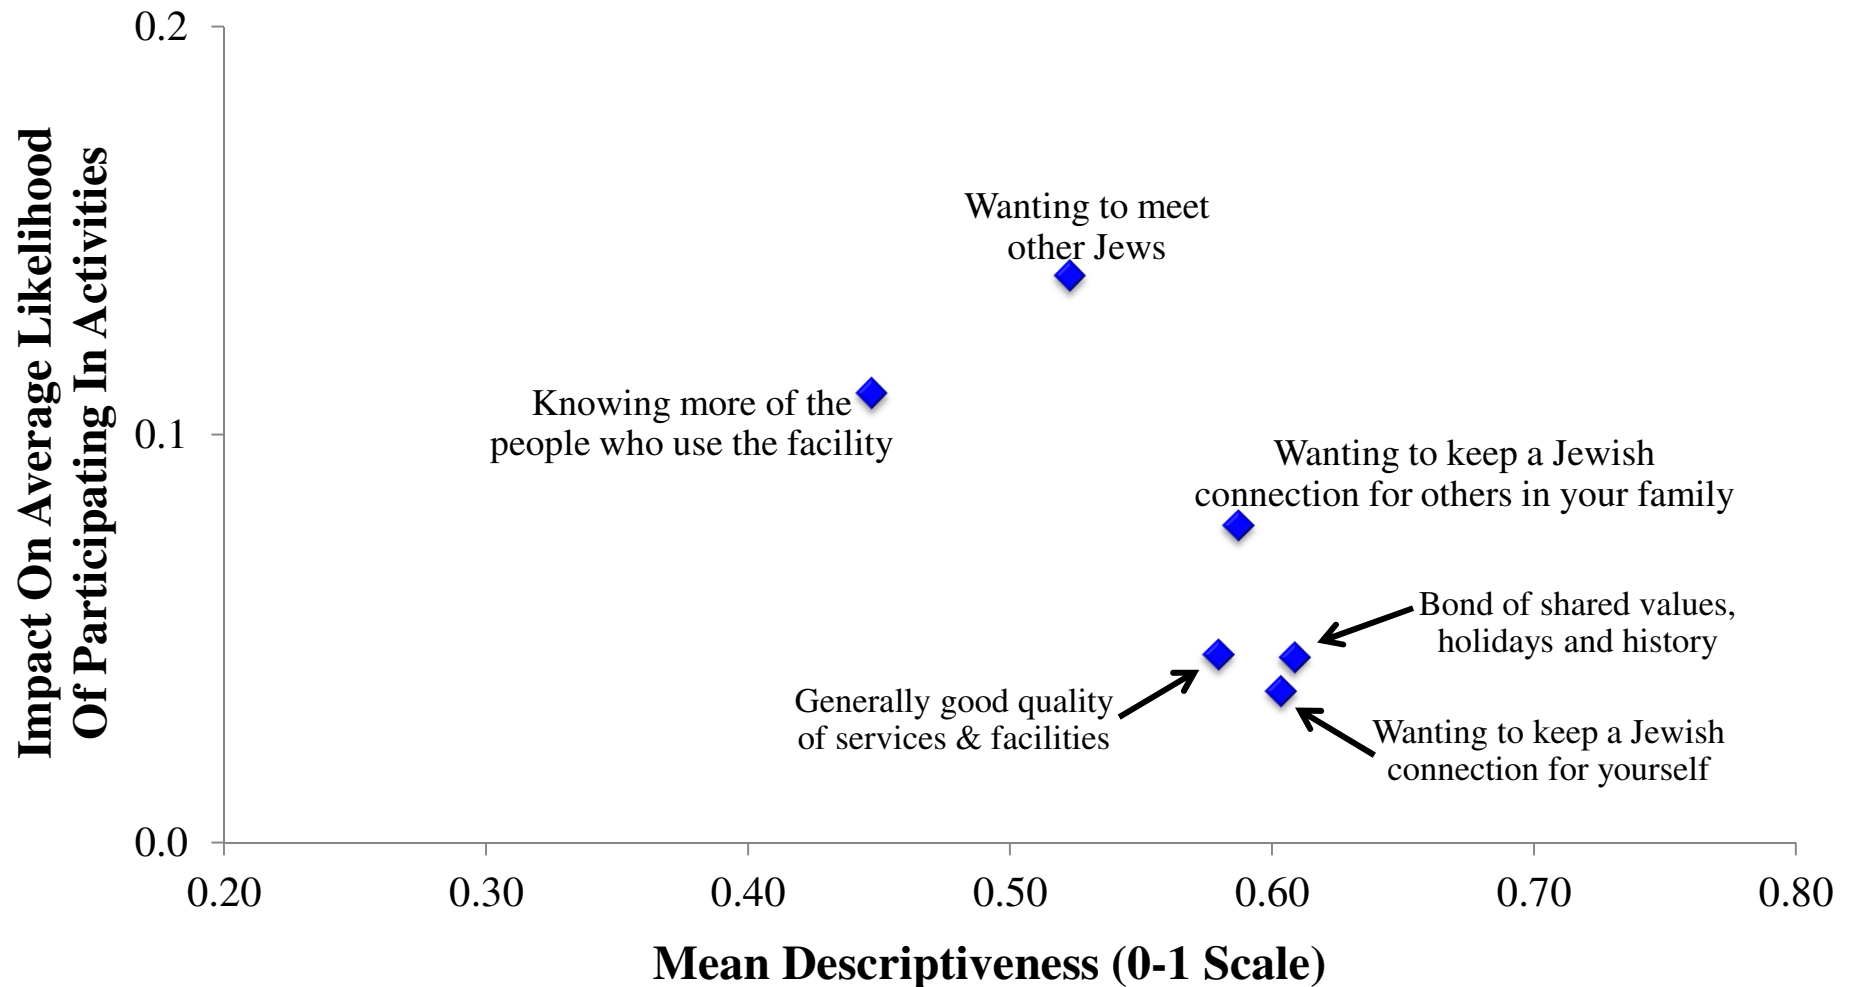 Impact On Average Likelihood
Of Participating In Activities
0.2
0.1
0.0
Wanting to meet
other Jews
Knowing more of the
people who use the facility
Wanting to keep a Jewish
connection for others in your family
Bond of shared values,
holidays and history
Generally good quality
of services & facilities
Wanting to keep a Jewish
connection for yourself
0.20 0.30 0.40 0.50 0.60 0.70 0.80
Mean Descriptiveness (0-1 Scale)